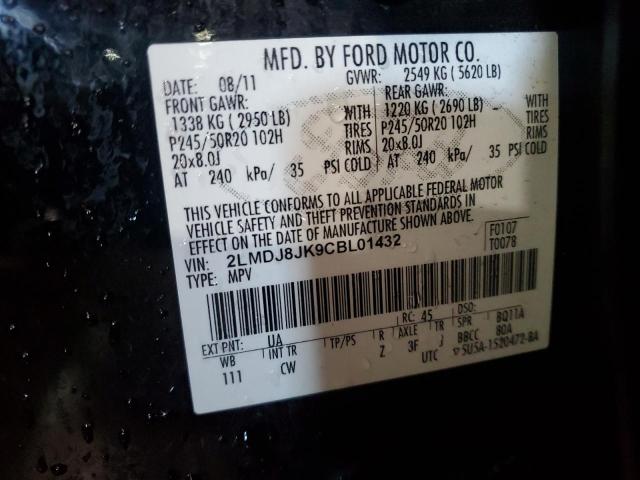 MFD. BY FORD MOTOR CO.
DATE: 08/11 GVWR: 2549 KG ( 5620 LB)
FRONT GAWR: REAR GAWR:
1338 KG ( 2950 LB) WITH 1220 KG ( 2690 LB) WITH
P245/50R20 102H TIRES P245/50R20 102H TIRES
20x8.0J RIMS 20x8.0J RIMS
AT 240 kPa/ 35 PSI COLD AT 240 kPa/ 35 PSI COLD
THIS VEHICLE CONFORMS TO ALL APPLICABLE FEDERAL MOTOR
VEHICLE SAFETY AND THEFT PREVENTION STANDARDS IN
EFFECT ON THE DATE OF MANUFACTURE SHOWN ABOVE.
VIN: 2LMDJ8JK9CBL01432 F0107
TYPE: MPV T0078
RC: 45 DSO:
EXT PNT: UA TP/PS R AXLE TR SPR BQ11A
WB INT TR Z 3F J BBCC 80A
111 CW UTC